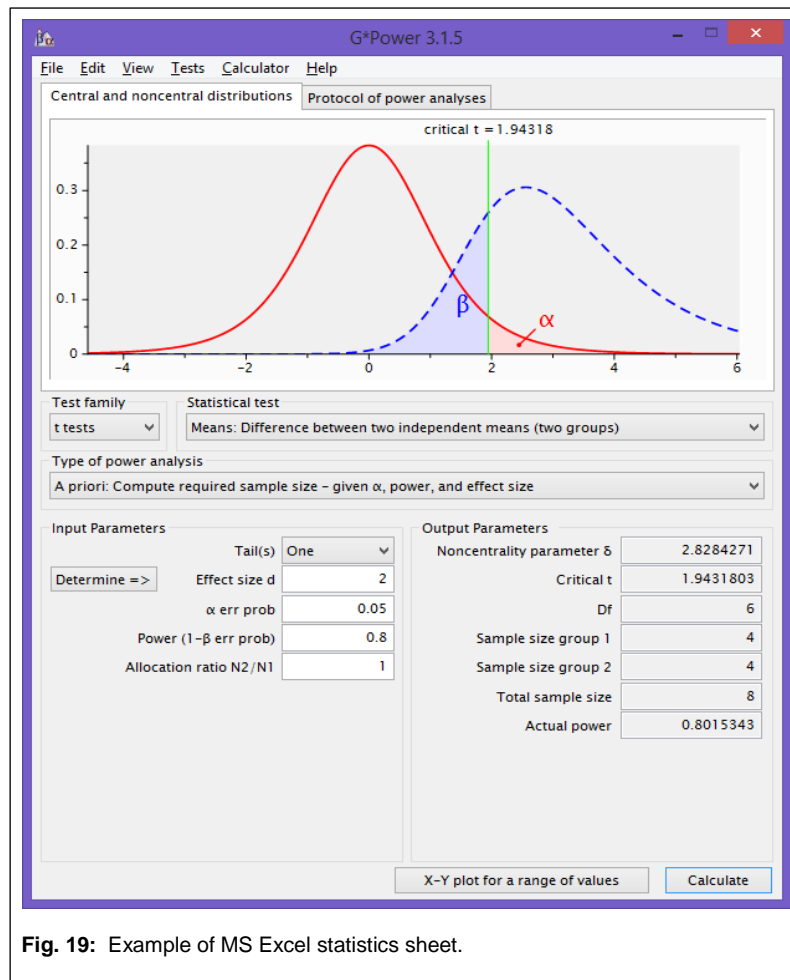 βα
G*Power 3.1.5
File Edit View Tests Calculator Help
Central and noncentral distributions Protocol of power analyses
critical t = 1.94318
0.3
0.2
0.1
0
β
α
-4 -2 0 2 4 6
Test family Statistical test
t tests Means: Difference between two independent means (two groups)
Type of power analysis
A priori: Compute required sample size – given α, power, and effect size
Input Parameters Output Parameters
Tail(s) One Noncentrality parameter δ 2.8284271
Determine => Effect size d 2 Critical t 1.9431803
α err prob 0.05 Df 6
Power (1-β err prob) 0.8 Sample size group 1 4
Allocation ratio N2/N1 1 Sample size group 2 4
Total sample size 8
Actual power 0.8015343
X-Y plot for a range of values Calculate
Fig. 19: Example of MS Excel statistics sheet.